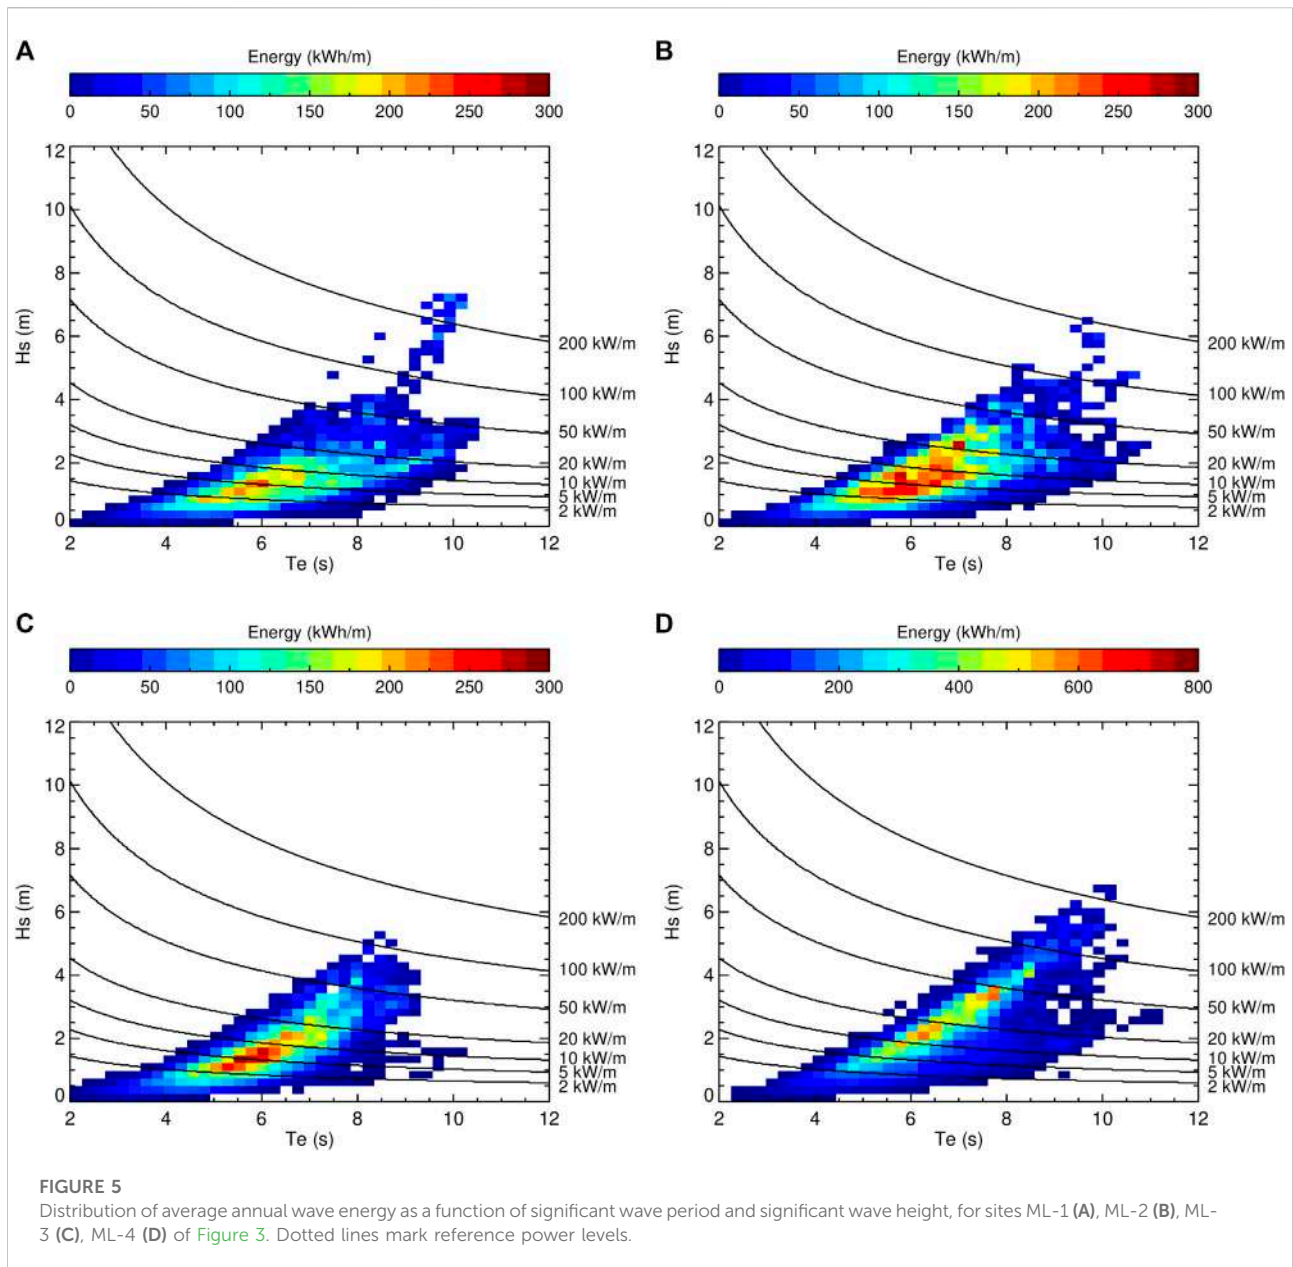 A
Energy (kWh/m)
0 50 100 150 200 250 300
12
10
8
6
4
2
0
Hs (m)
200 kW/m
100 kW/m
50 kW/m
20 kW/m
10 kW/m
5 kW/m
2 kW/m
2 4 6 8 10 12
Te (s)
B
Energy (kWh/m)
0 50 100 150 200 250 300
12
10
8
6
4
2
0
Hs (m)
200 kW/m
100 kW/m
50 kW/m
20 kW/m
10 kW/m
5 kW/m
2 kW/m
2 4 6 8 10 12
Te (s)
C
Energy (kWh/m)
0 50 100 150 200 250 300
12
10
8
6
4
2
0
Hs (m)
200 kW/m
100 kW/m
50 kW/m
20 kW/m
10 kW/m
5 kW/m
2 kW/m
2 4 6 8 10 12
Te (s)
D
Energy (kWh/m)
0 200 400 600 800
12
10
8
6
4
2
0
Hs (m)
200 kW/m
100 kW/m
50 kW/m
20 kW/m
10 kW/m
5 kW/m
2 kW/m
2 4 6 8 10 12
Te (s)
FIGURE 5
Distribution of average annual wave energy as a function of significant wave period and significant wave height, for sites ML-1 (A), ML-2 (B), ML-
3 (C), ML-4 (D) of Figure 3. Dotted lines mark reference power levels.